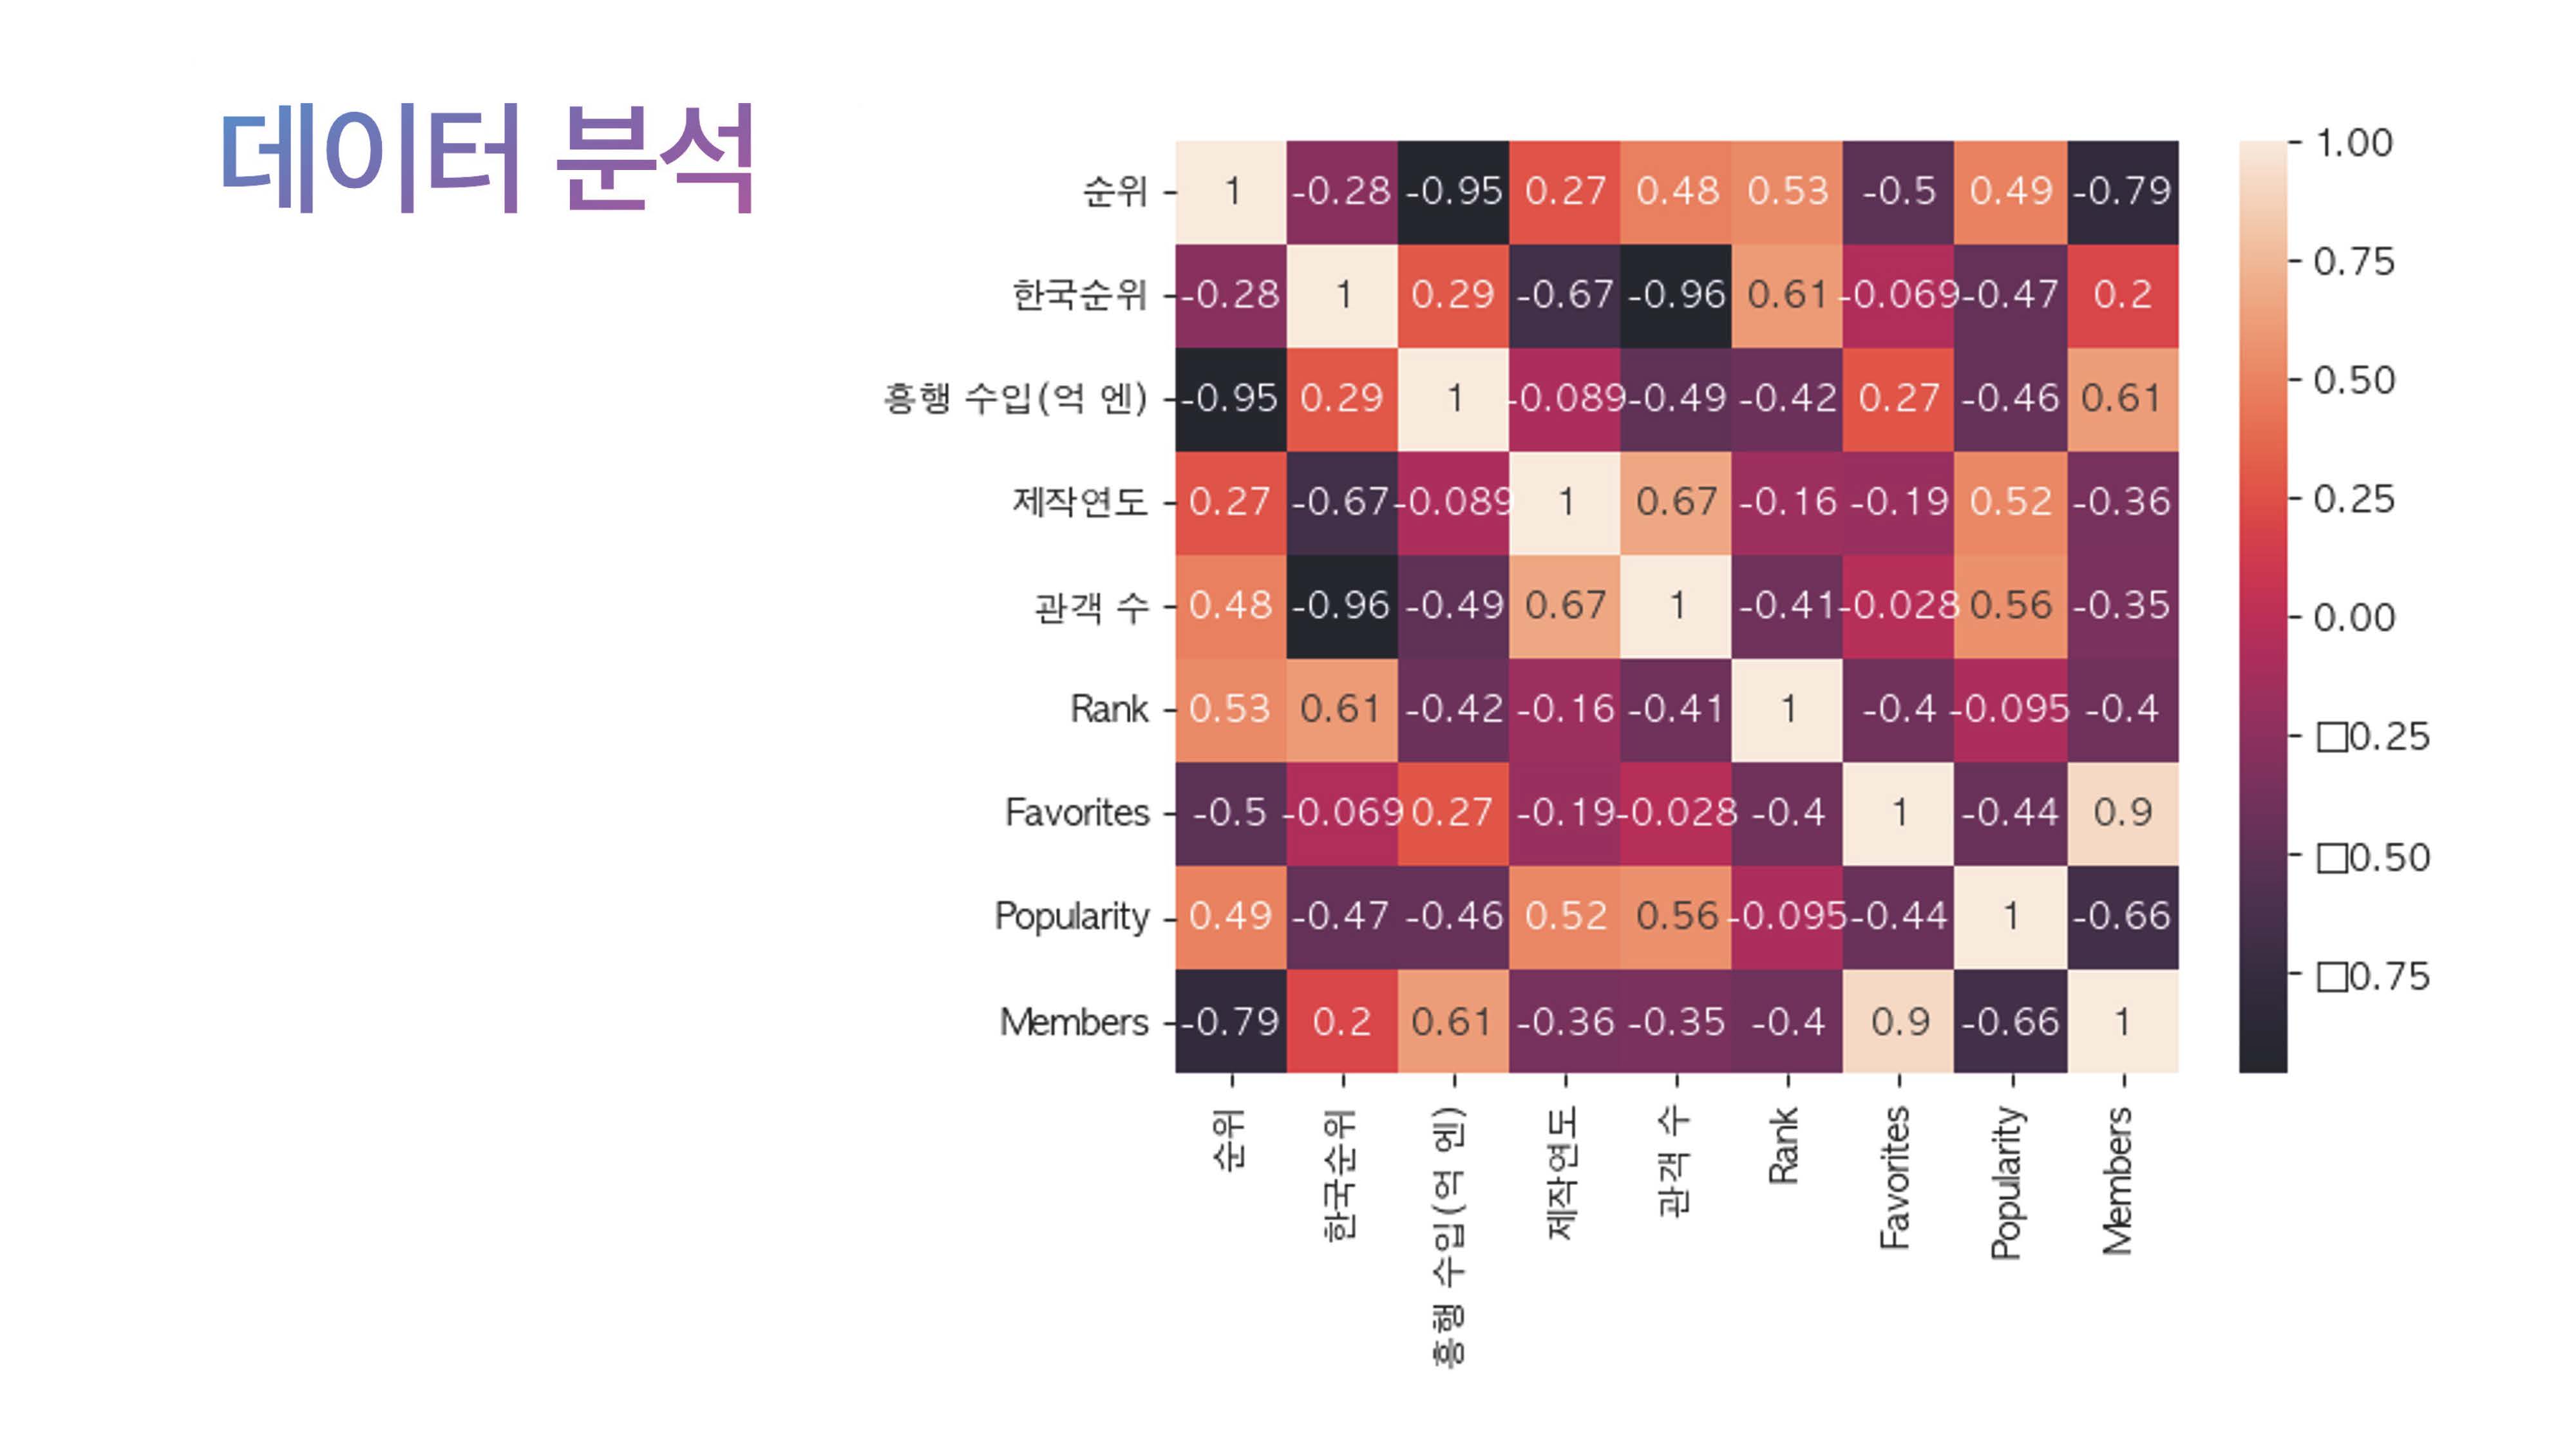 데이터 분석
순위 1 -0.28 -0.95 0.27 0.48 0.53 -0.5 0.49 -0.79
한국순위 -0.28 1 0.29 -0.67 -0.96 0.61 -0.069 -0.47 0.2
흥행 수입(억 엔) -0.95 0.29 1 -0.089 -0.49 -0.42 0.27 -0.46 0.61
제작연도 0.27 -0.67 -0.089 1 0.67 -0.16 -0.19 0.52 -0.36
관객 수 0.48 -0.96 -0.49 0.67 1 -0.41 -0.028 0.56 -0.35
Rank 0.53 0.61 -0.42 -0.16 -0.41 1 -0.4 -0.095 -0.4
Favorites -0.5 -0.069 0.27 -0.19 -0.028 -0.4 1 -0.44 0.9
Popularity 0.49 -0.47 -0.46 0.52 0.56 -0.095 -0.44 1 -0.66
Members -0.79 0.2 0.61 -0.36 -0.35 -0.4 0.9 -0.66 1
순위
한국순위
흥행 수입(억 엔)
제작연도
관객 수
Rank
Favorites
Popularity
Members
1.00
0.75
0.50
0.25
0.00
□0.25
□0.50
□0.75